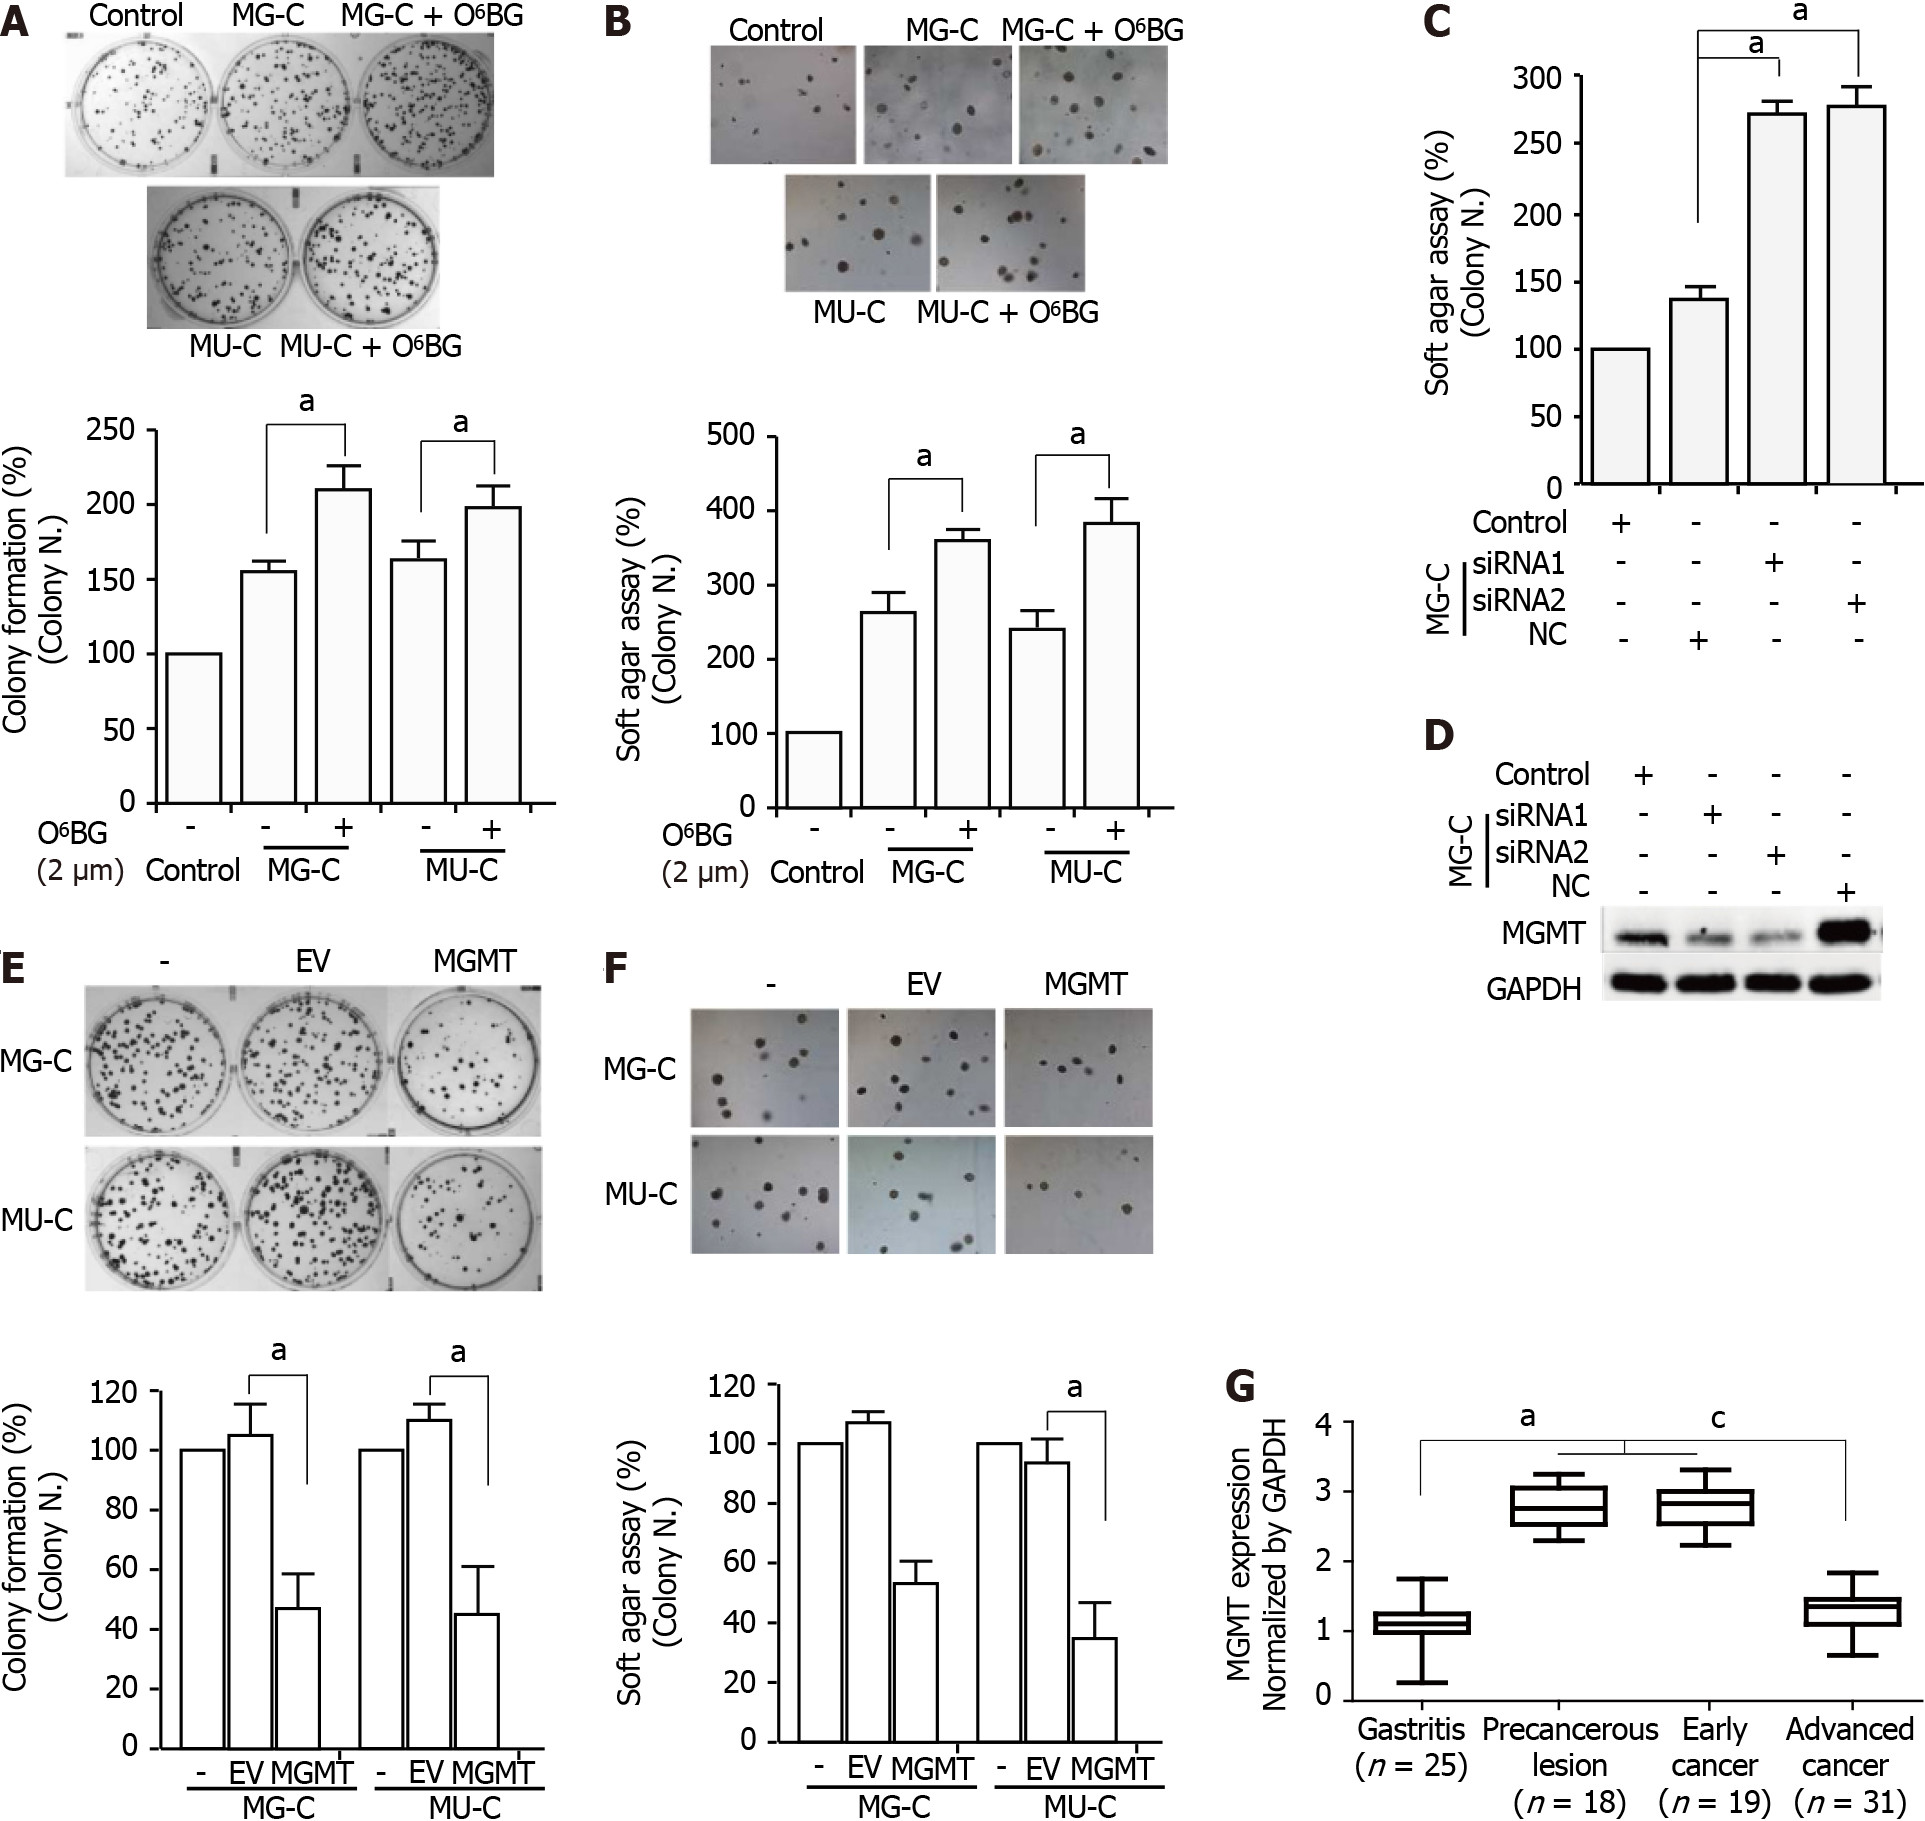 A
Control MG-C MG-C + O⁶BG
MU-C MU-C + O⁶BG
Colony formation (%)
(Colony N.)
250
200
150
100
50
0
a
a
O⁶BG - - + - +
(2 μm) Control MG-C MU-C
B
Control MG-C MG-C + O⁶BG
MU-C MU-C + O⁶BG
Soft agar assay (%)
(Colony N.)
500
400
300
200
100
0
a
a
O⁶BG - - + - +
(2 μm) Control MG-C MU-C
C
Soft agar assay (%)
(Colony N.)
300
250
200
150
100
50
0
a
a
Control + - - -
MG-C
siRNA1 - - + -
siRNA2 - - - +
NC - + - -
D
Control + - - -
MG-C
siRNA1 - + - -
siRNA2 - - + -
NC - - - +
MGMT
GAPDH
E
- EV MGMT
MG-C
MU-C
Colony formation (%)
(Colony N.)
120
100
80
60
40
20
0
a
a
- EV MGMT - EV MGMT
MG-C MU-C
F
- EV MGMT
MG-C
MU-C
Soft agar assay (%)
(Colony N.)
120
100
80
60
40
20
0
a
- EV MGMT - EV MGMT
MG-C MU-C
G
MGMT expression
Normalized by GAPDH
4
3
2
1
0
a c
Gastritis Precancerous Early Advanced
(n = 25) lesion cancer cancer
(n = 18) (n = 19) (n = 31)